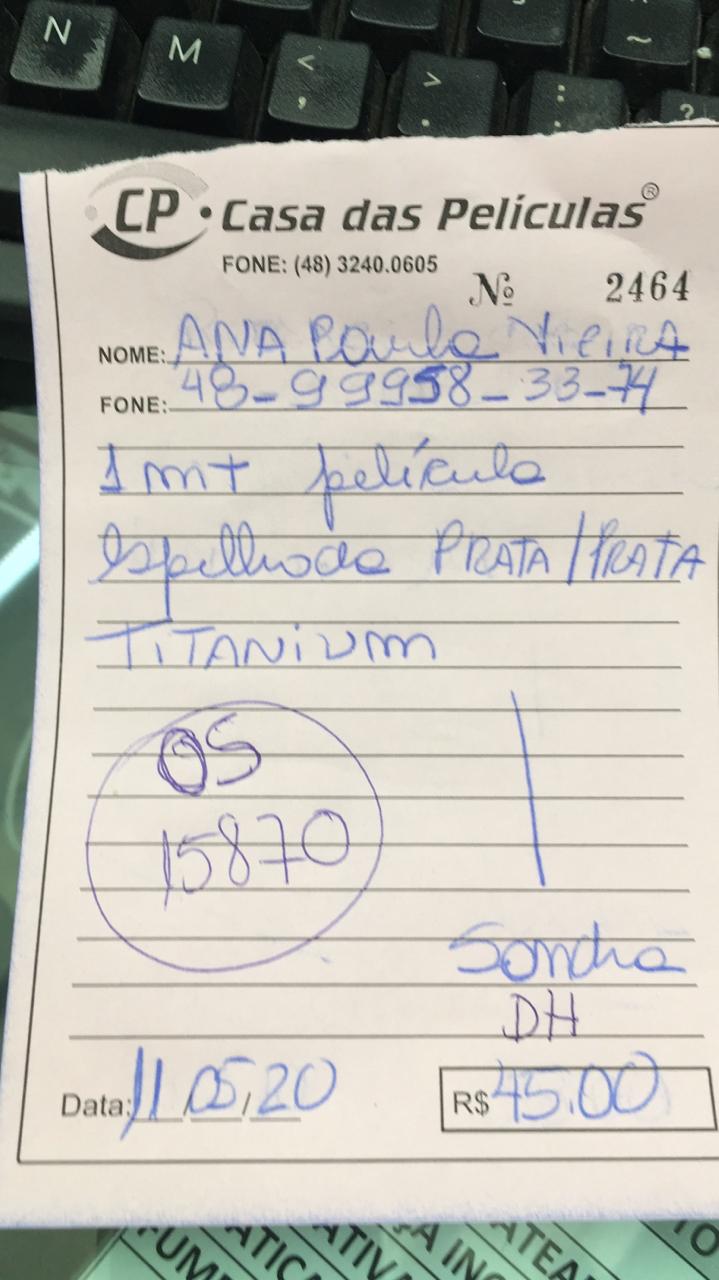 N
M
<
,
>
.
:
;
~
?
CP • Casa das Películas®
FONE: (48) 3240.0605
Nº 2464
NOME: ANA Paula Vieira
FONE: 48-99958-33-74
1 mt película
espelhada PRATA/PRATA
TITANIUM
OS
15870
Sandra
DH
Data: 11/05/20
R$ 45.00